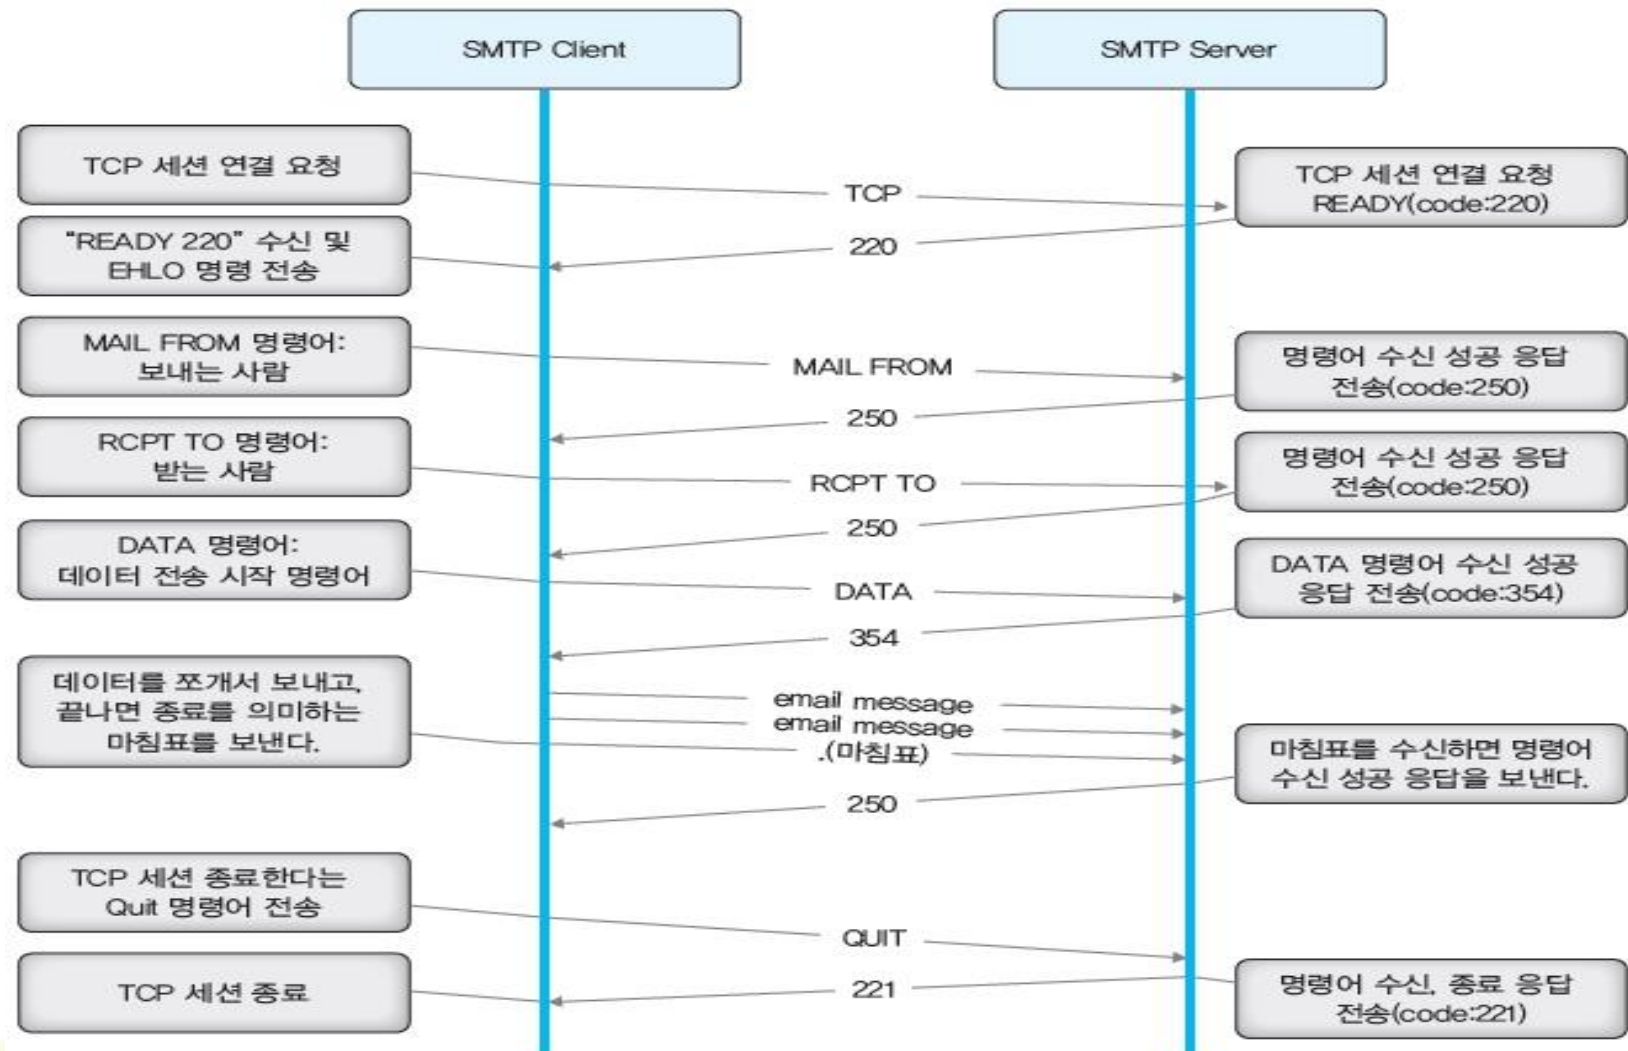 SMTP Client
SMTP Server
TCP 세션 연결 요청
TCP
TCP 세션 연결 요청
READY(code:220)
"READY 220" 수신 및
EHLO 명령 전송
220
MAIL FROM 명령어:
보내는 사람
MAIL FROM
명령어 수신 성공 응답
전송(code:250)
250
RCPT TO 명령어:
받는 사람
RCPT TO
명령어 수신 성공 응답
전송(code:250)
250
DATA 명령어:
데이터 전송 시작 명령어
DATA
DATA 명령어 수신 성공
응답 전송(code:354)
354
데이터를 쪼개서 보내고,
끝나면 종료를 의미하는
마침표를 보낸다.
email message
email message
.(마침표)
마침표를 수신하면 명령어
수신 성공 응답을 보낸다.
250
TCP 세션 종료한다는
Quit 명령어 전송
QUIT
TCP 세션 종료
221
명령어 수신, 종료 응답
전송(code:221)